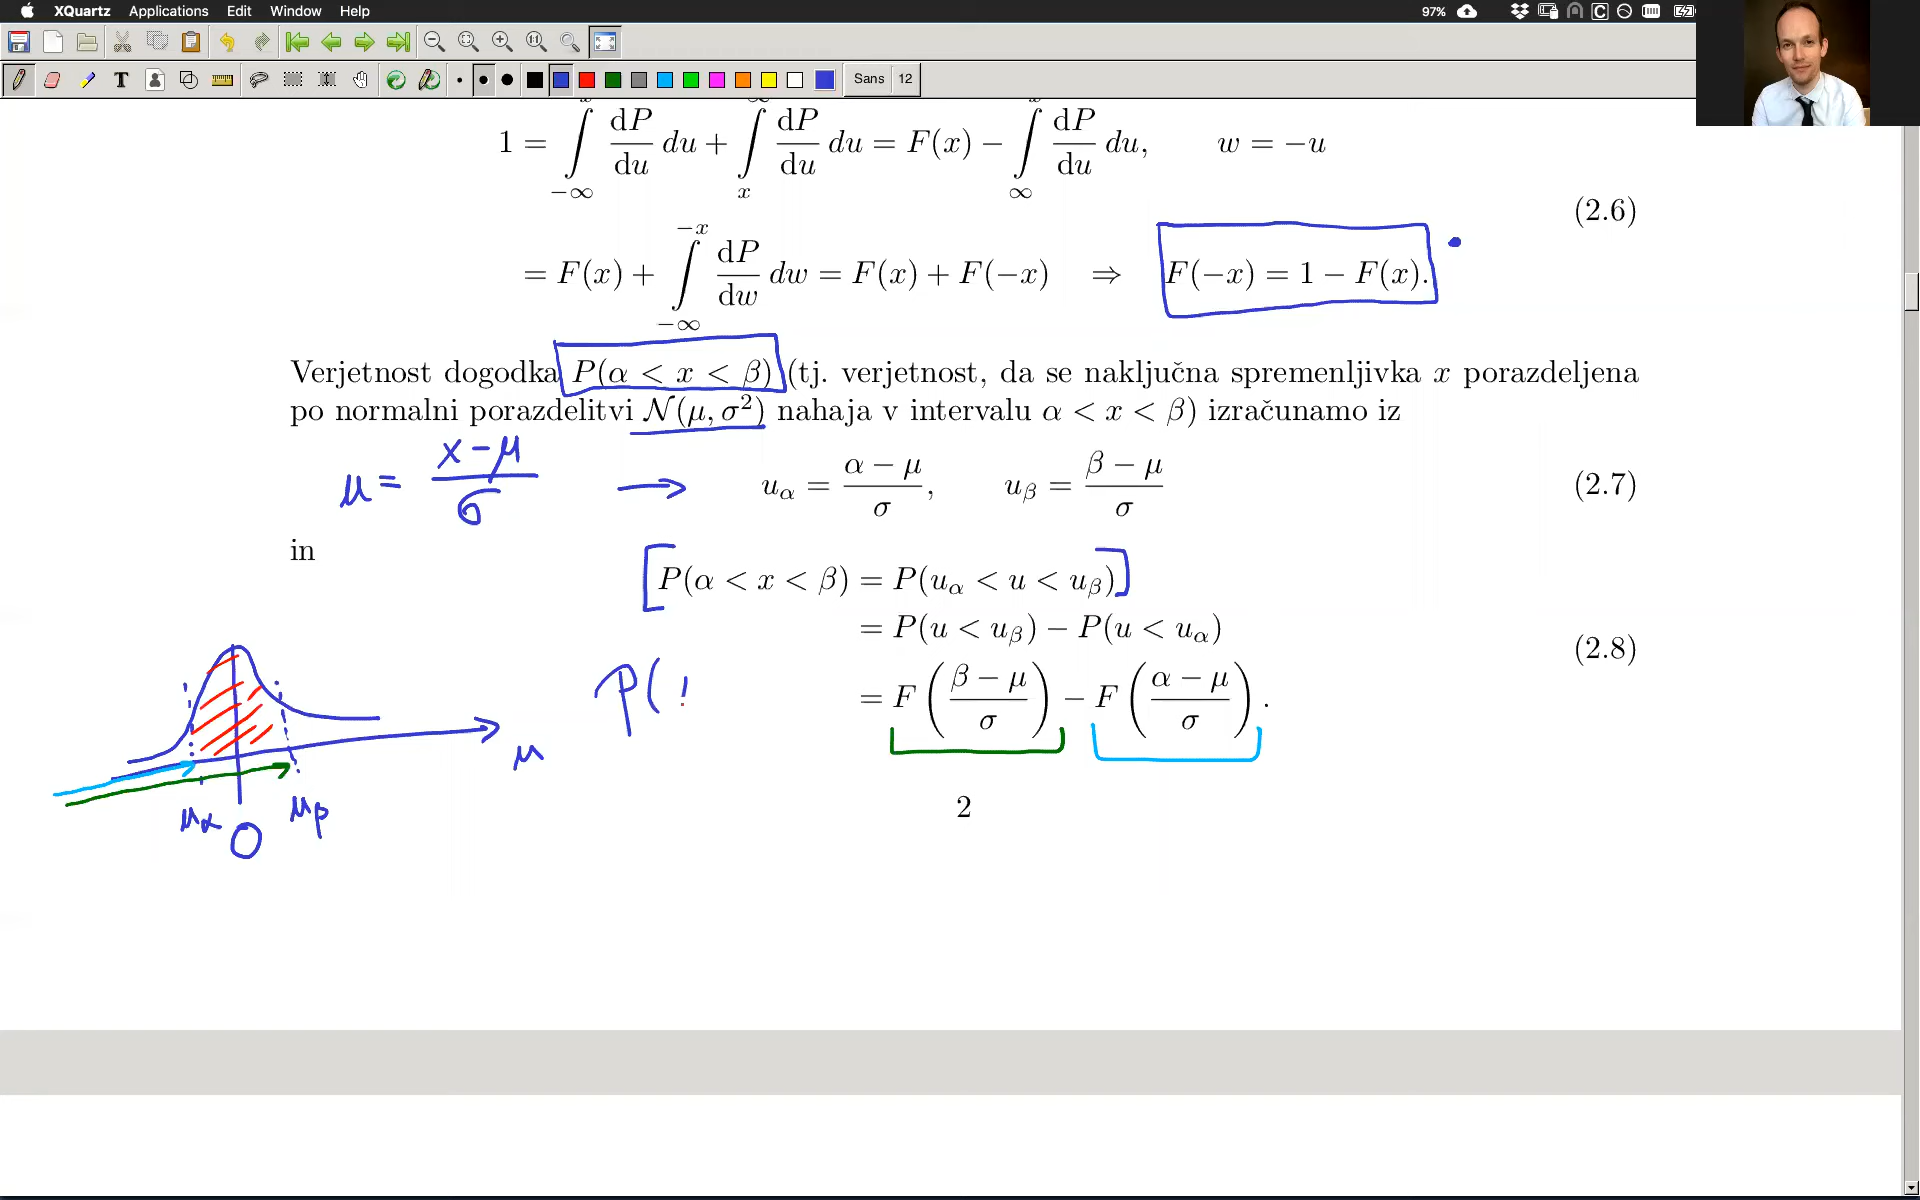 XQuartz Applications Edit Window Help 97%
Sans 12
1 = ∫_{-∞}^{x} dP/du du + ∫_{x}^{∞} dP/du du = F(x) − ∫_{∞}^{x} dP/du du, w = −u
(2.6)
= F(x) + ∫_{-∞}^{-x} dP/dw dw = F(x) + F(−x) ⇒ F(−x) = 1 − F(x).
Verjetnost dogodka P(α < x < β) (tj. verjetnost, da se naključna spremenljivka x porazdeljena
po normalni porazdelitvi N(μ, σ²) nahaja v intervalu α < x < β) izračunamo iz
u = (x − μ)/σ → u_α = (α − μ)/σ, u_β = (β − μ)/σ (2.7)
in
[P(α < x < β) = P(u_α < u < u_β)]
= P(u < u_β) − P(u < u_α) (2.8)
P(
= F((β − μ)/σ) − F((α − μ)/σ).
u
u_α 0 u_β
2